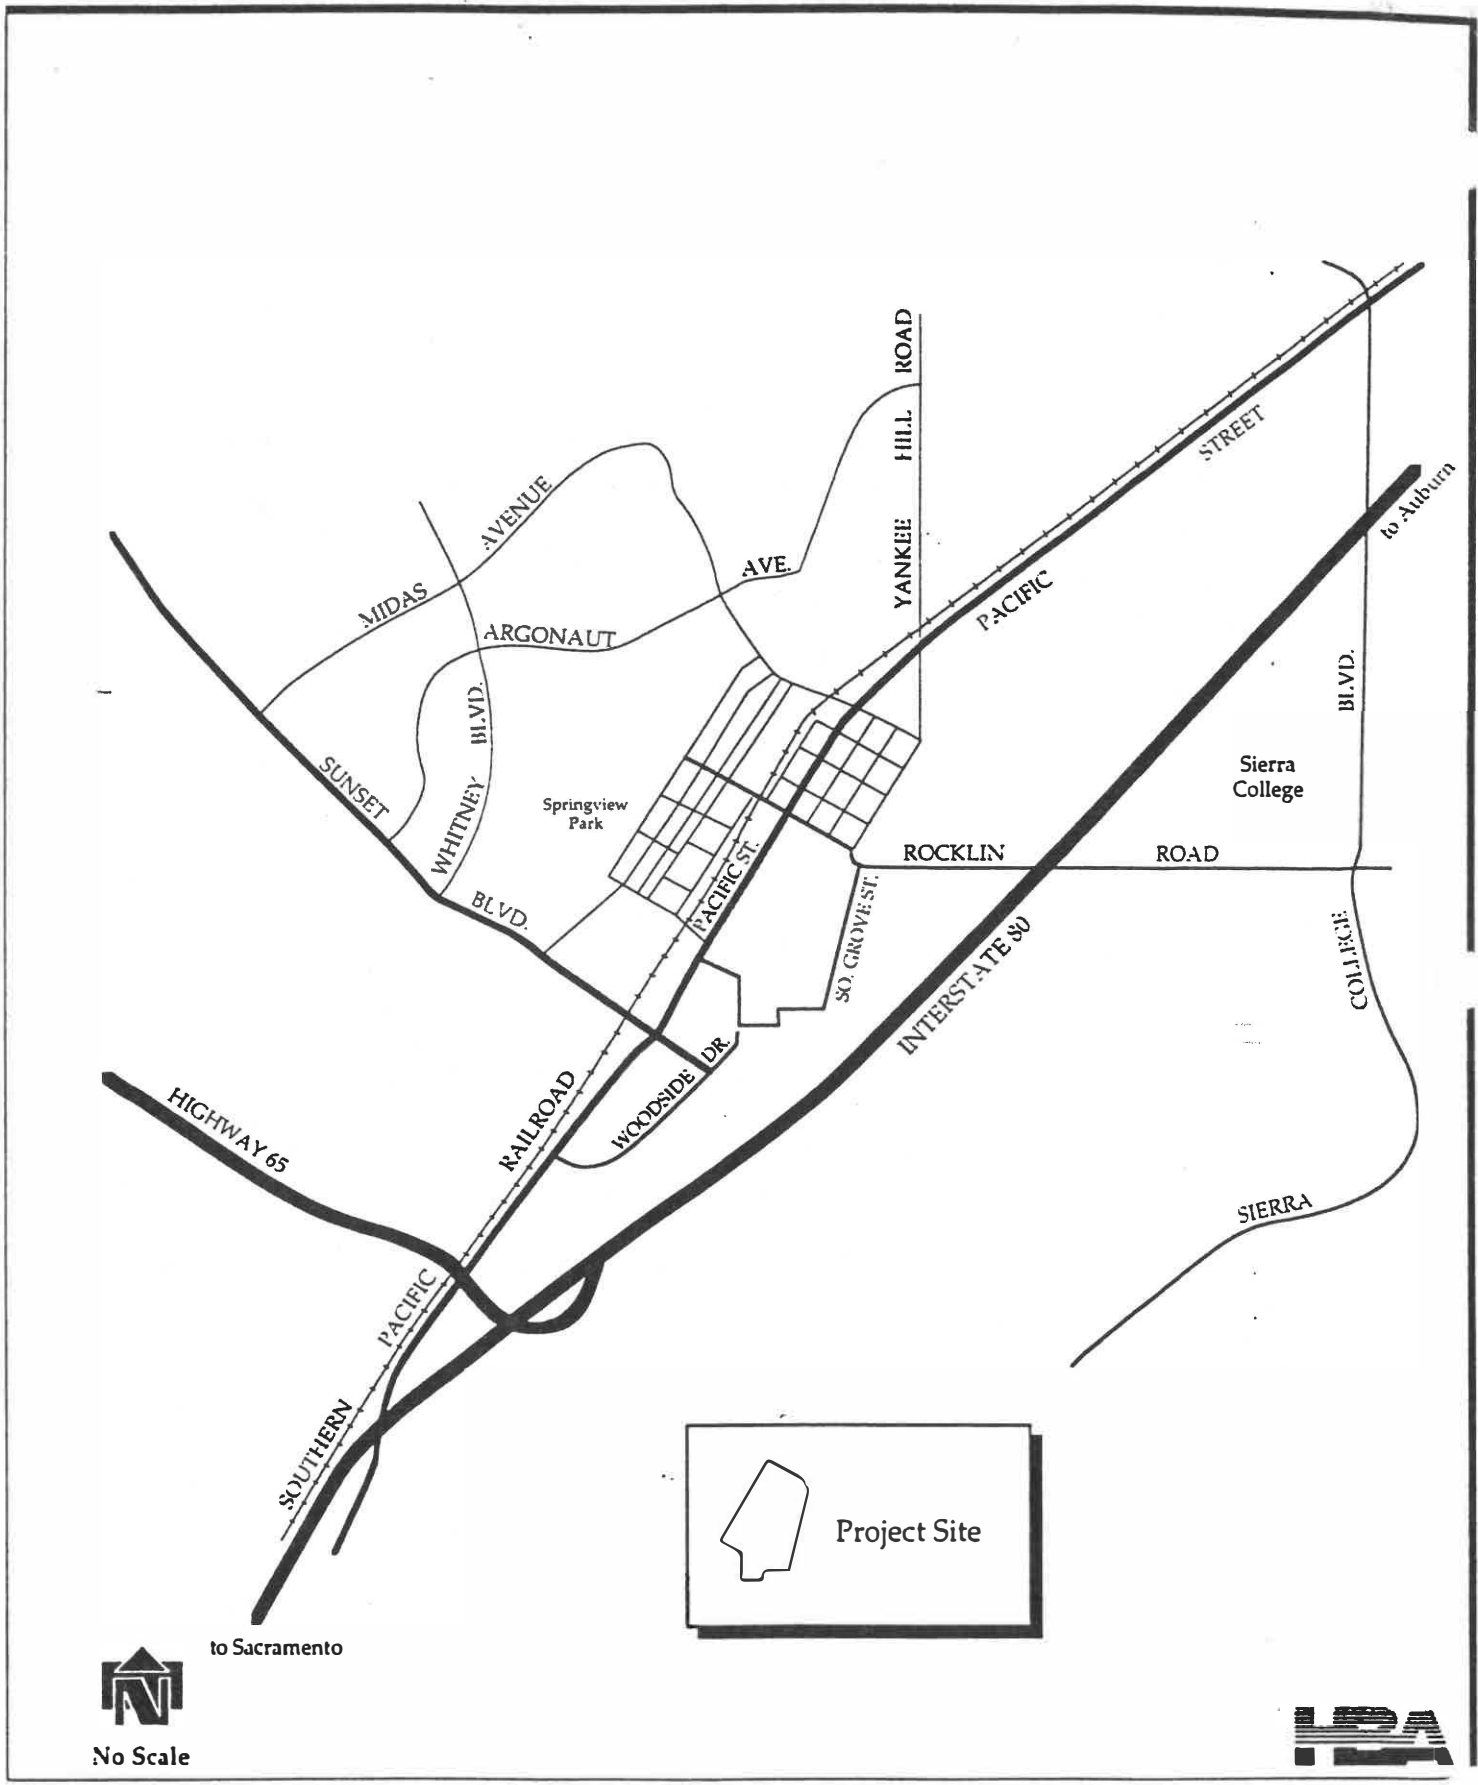 YANKEE HILL ROAD
STREET
to Auburn
AVENUE
MIDAS
AVE.
ARGONAUT
PACIFIC
BLVD.
WHITNEY
SUNSET
BLVD.
BLVD.
Sierra
College
Springview
Park
PACIFIC ST.
ROCKLIN ROAD
SO. GROVE ST.
COLLEGE
INTERSTATE 80
WOODSIDE DR.
RAILROAD
HIGHWAY 65
SIERRA
PACIFIC
SOUTHERN
Project Site
to Sacramento
N
No Scale
HBA